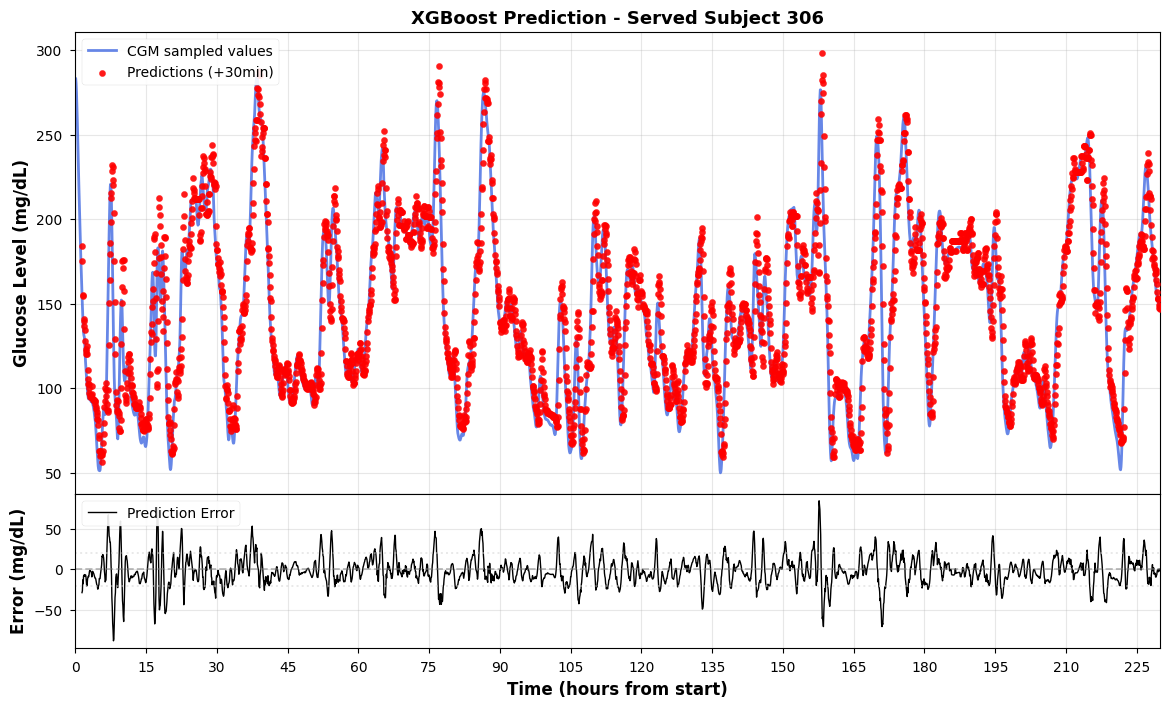 XGBoost Prediction - Served Subject 306
CGM sampled values
Predictions (+30min)
Glucose Level (mg/dL)
300
250
200
150
100
50
Prediction Error
Error (mg/dL)
50
0
−50
0 15 30 45 60 75 90 105 120 135 150 165 180 195 210 225
Time (hours from start)